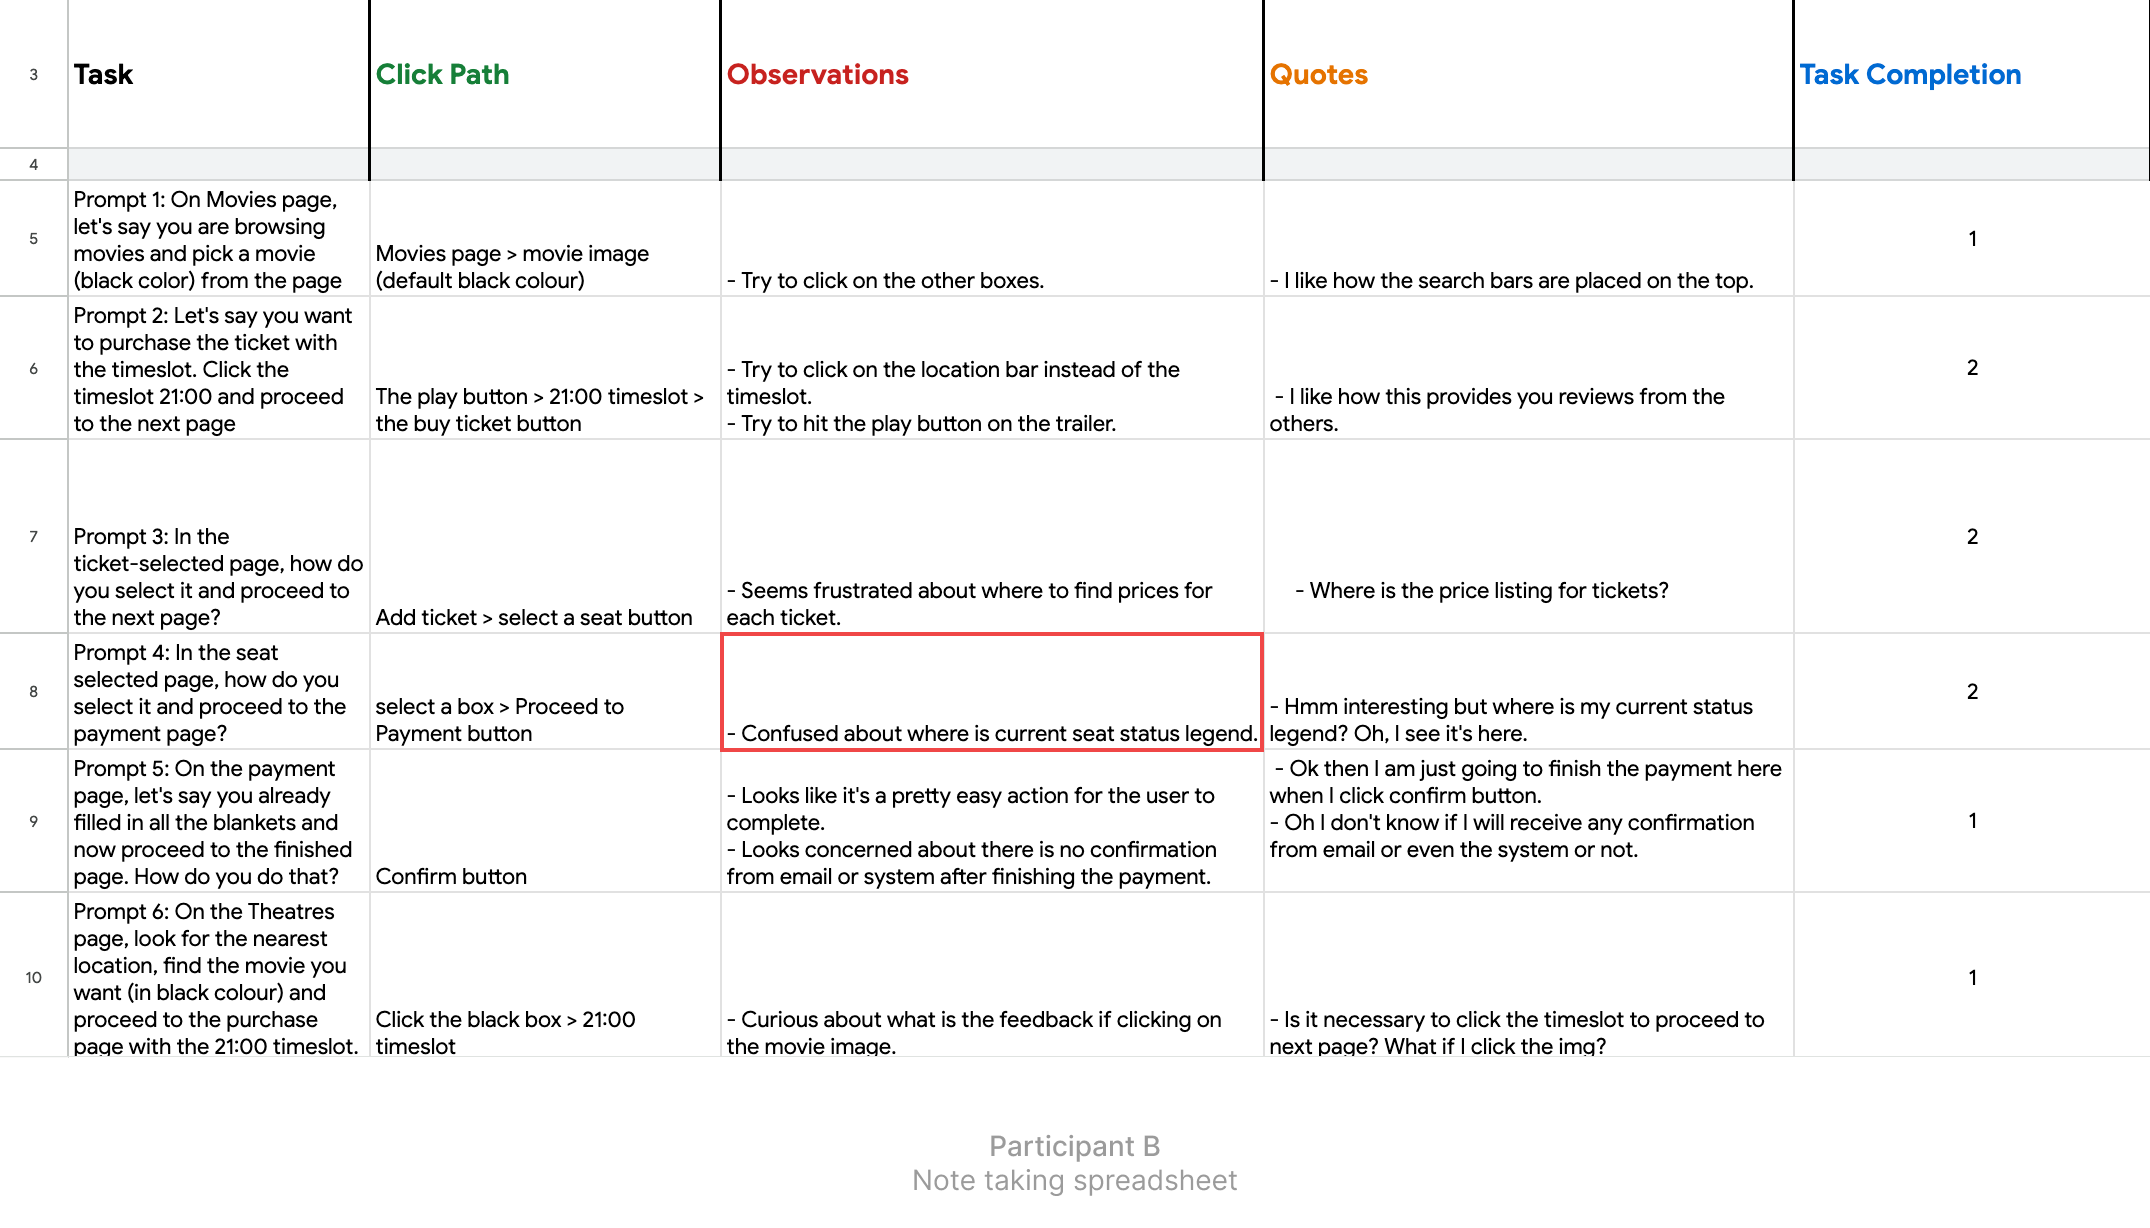 3
Task
Click Path
Observations
Quotes
Task Completion
4
5
Prompt 1: On Movies page,
let's say you are browsing
movies and pick a movie
(black color) from the page
Movies page > movie image
(default black colour)
- Try to click on the other boxes.
- I like how the search bars are placed on the top.
1
6
Prompt 2: Let's say you want
to purchase the ticket with
the timeslot. Click the
timeslot 21:00 and proceed
to the next page
The play button > 21:00 timeslot >
the buy ticket button
- Try to click on the location bar instead of the
timeslot.
- Try to hit the play button on the trailer.
- I like how this provides you reviews from the
others.
2
7
Prompt 3: In the
ticket-selected page, how do
you select it and proceed to
the next page?
Add ticket > select a seat button
- Seems frustrated about where to find prices for
each ticket.
- Where is the price listing for tickets?
2
8
Prompt 4: In the seat
selected page, how do you
select it and proceed to the
payment page?
select a box > Proceed to
Payment button
- Confused about where is current seat status legend.
- Hmm interesting but where is my current status
legend? Oh, I see it's here.
2
9
Prompt 5: On the payment
page, let's say you already
filled in all the blankets and
now proceed to the finished
page. How do you do that?
Confirm button
- Looks like it's a pretty easy action for the user to
complete.
- Looks concerned about there is no confirmation
from email or system after finishing the payment.
- Ok then I am just going to finish the payment here
when I click confirm button.
- Oh I don't know if I will receive any confirmation
from email or even the system or not.
1
10
Prompt 6: On the Theatres
page, look for the nearest
location, find the movie you
want (in black colour) and
proceed to the purchase
page with the 21:00 timeslot.
Click the black box > 21:00
timeslot
- Curious about what is the feedback if clicking on
the movie image.
- Is it necessary to click the timeslot to proceed to
next page? What if I click the img?
1
Participant B
Note taking spreadsheet